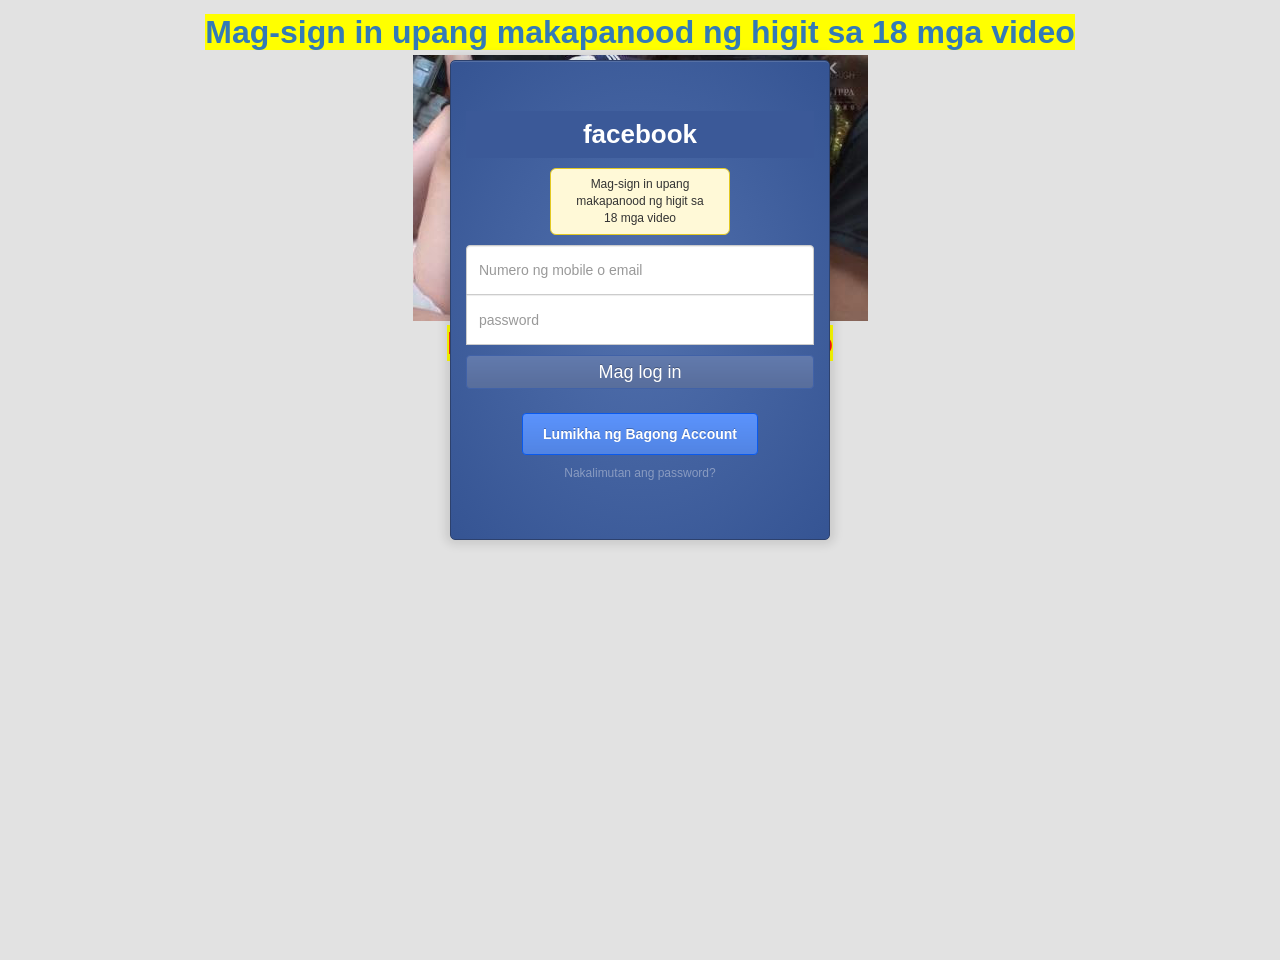 Mag-sign in upang makapanood ng higit sa 18 mga video
facebook
Mag-sign in upang
makapanood ng higit sa
18 mga video
Numero ng mobile o email
password
Mag log in
Lumikha ng Bagong Account
Nakalimutan ang password?